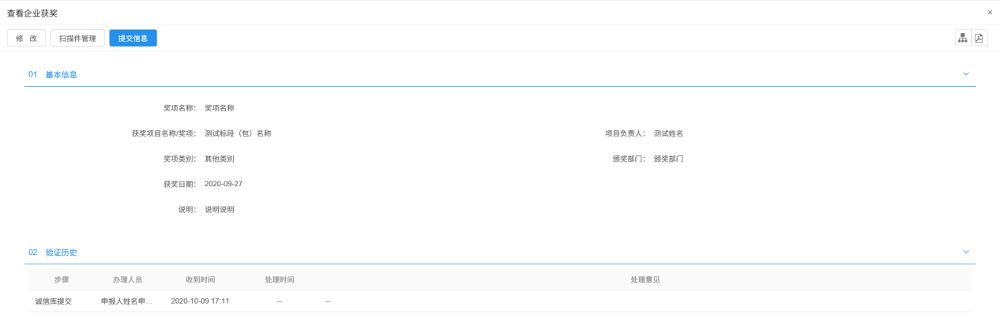 查看企业获奖 ×
修 改 扫描件管理 提交信息
01 基本信息
奖项名称: 奖项名称
获奖项目名称/奖项: 测试标段（包）名称 项目负责人: 测试姓名
奖项类别: 其他类别 颁奖部门: 颁奖部门
获奖日期: 2020-09-27
说明: 说明说明
02 验证历史
步骤 办理人员 收到时间 处理时间 处理意见
诚信库提交 申报人姓名申... 2020-10-09 17:11 -- --